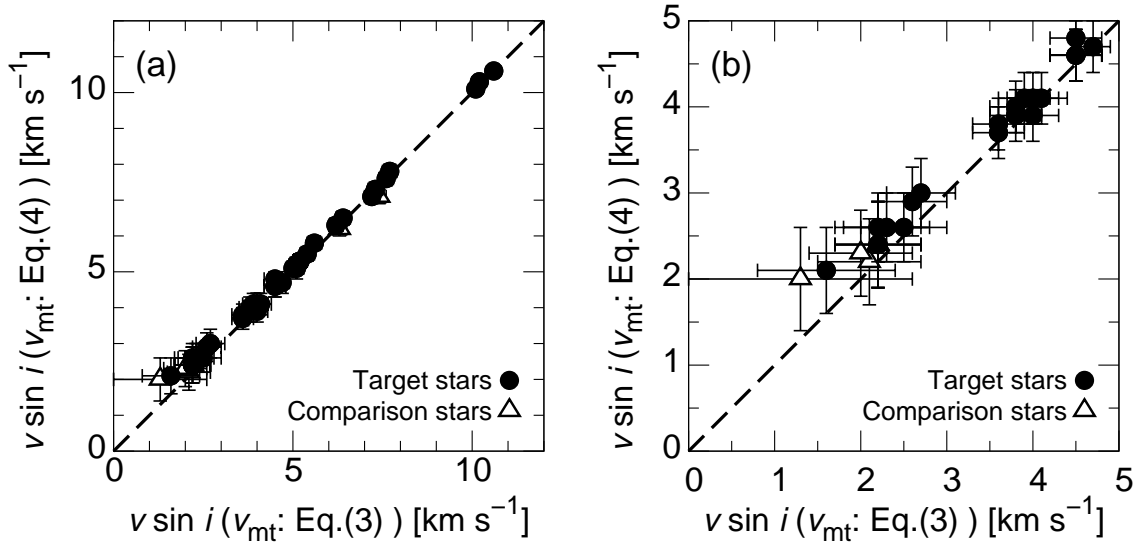 (a)
v sin i (vmt: Eq.(4) ) [km s−1]
10
5
0
Target stars
Comparison stars
0 5 10
v sin i (vmt: Eq.(3) ) [km s−1]
(b)
v sin i (vmt: Eq.(4) ) [km s−1]
5
4
3
2
1
0
Target stars
Comparison stars
0 1 2 3 4 5
v sin i (vmt: Eq.(3) ) [km s−1]